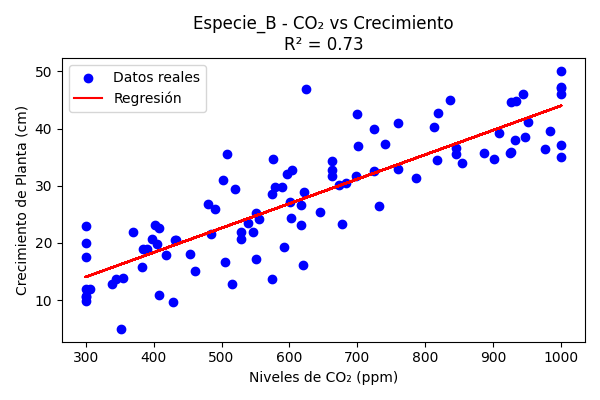 Especie_B - CO₂ vs Crecimiento
R² = 0.73
Datos reales
Regresión
Crecimiento de Planta (cm)
50
40
30
20
10
300 400 500 600 700 800 900 1000
Niveles de CO₂ (ppm)